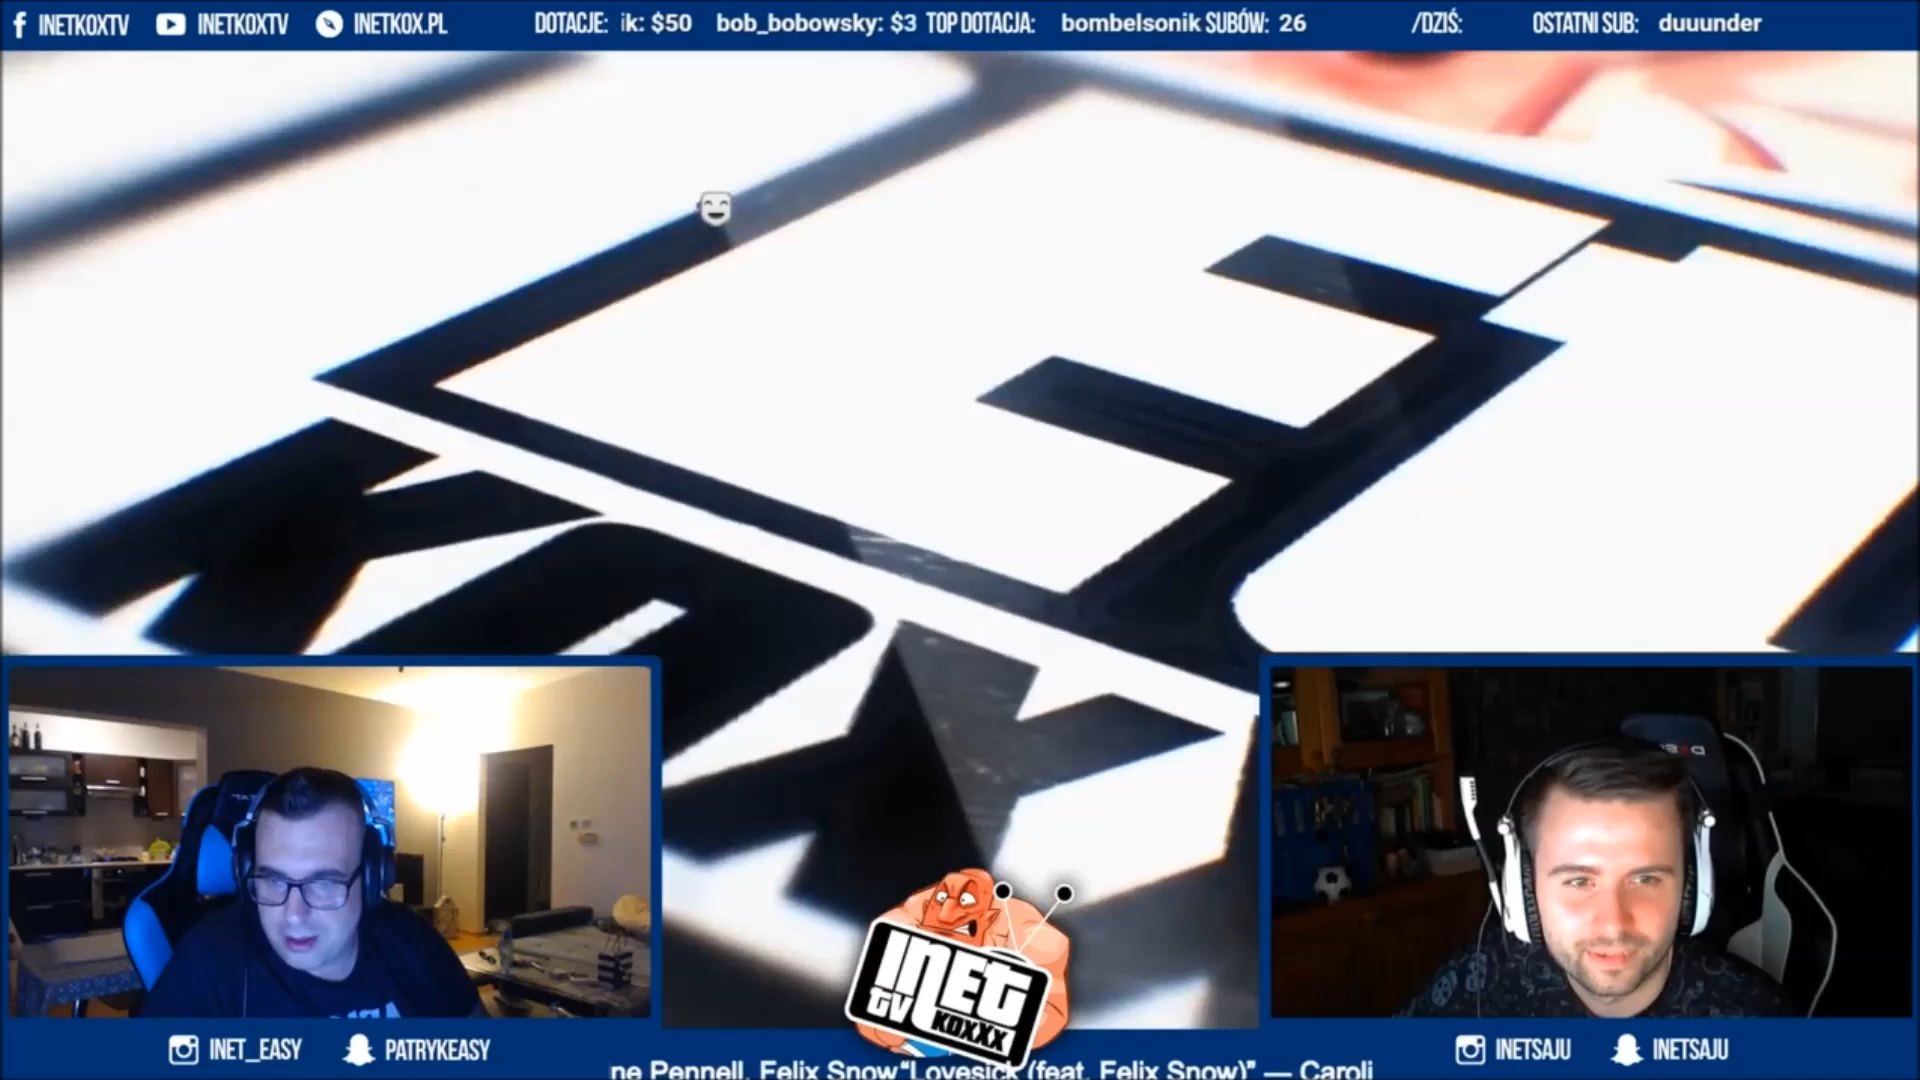 INETKOXTV INETKOXTV INETKOX.PL DOTACJE: ik: $50 bob_bobowsky: $3 TOP DOTACJA: bombelsonik SUBÓW: 26 /DZIŚ: OSTATNI SUB: duuunder
KOX
INET
TV KOXXX
INET_EASY PATRYKEASY
INETSAJU INETSAJU
ne Pennell, Felix Snow "Lovesick (feat. Felix Snow)" — Caroli